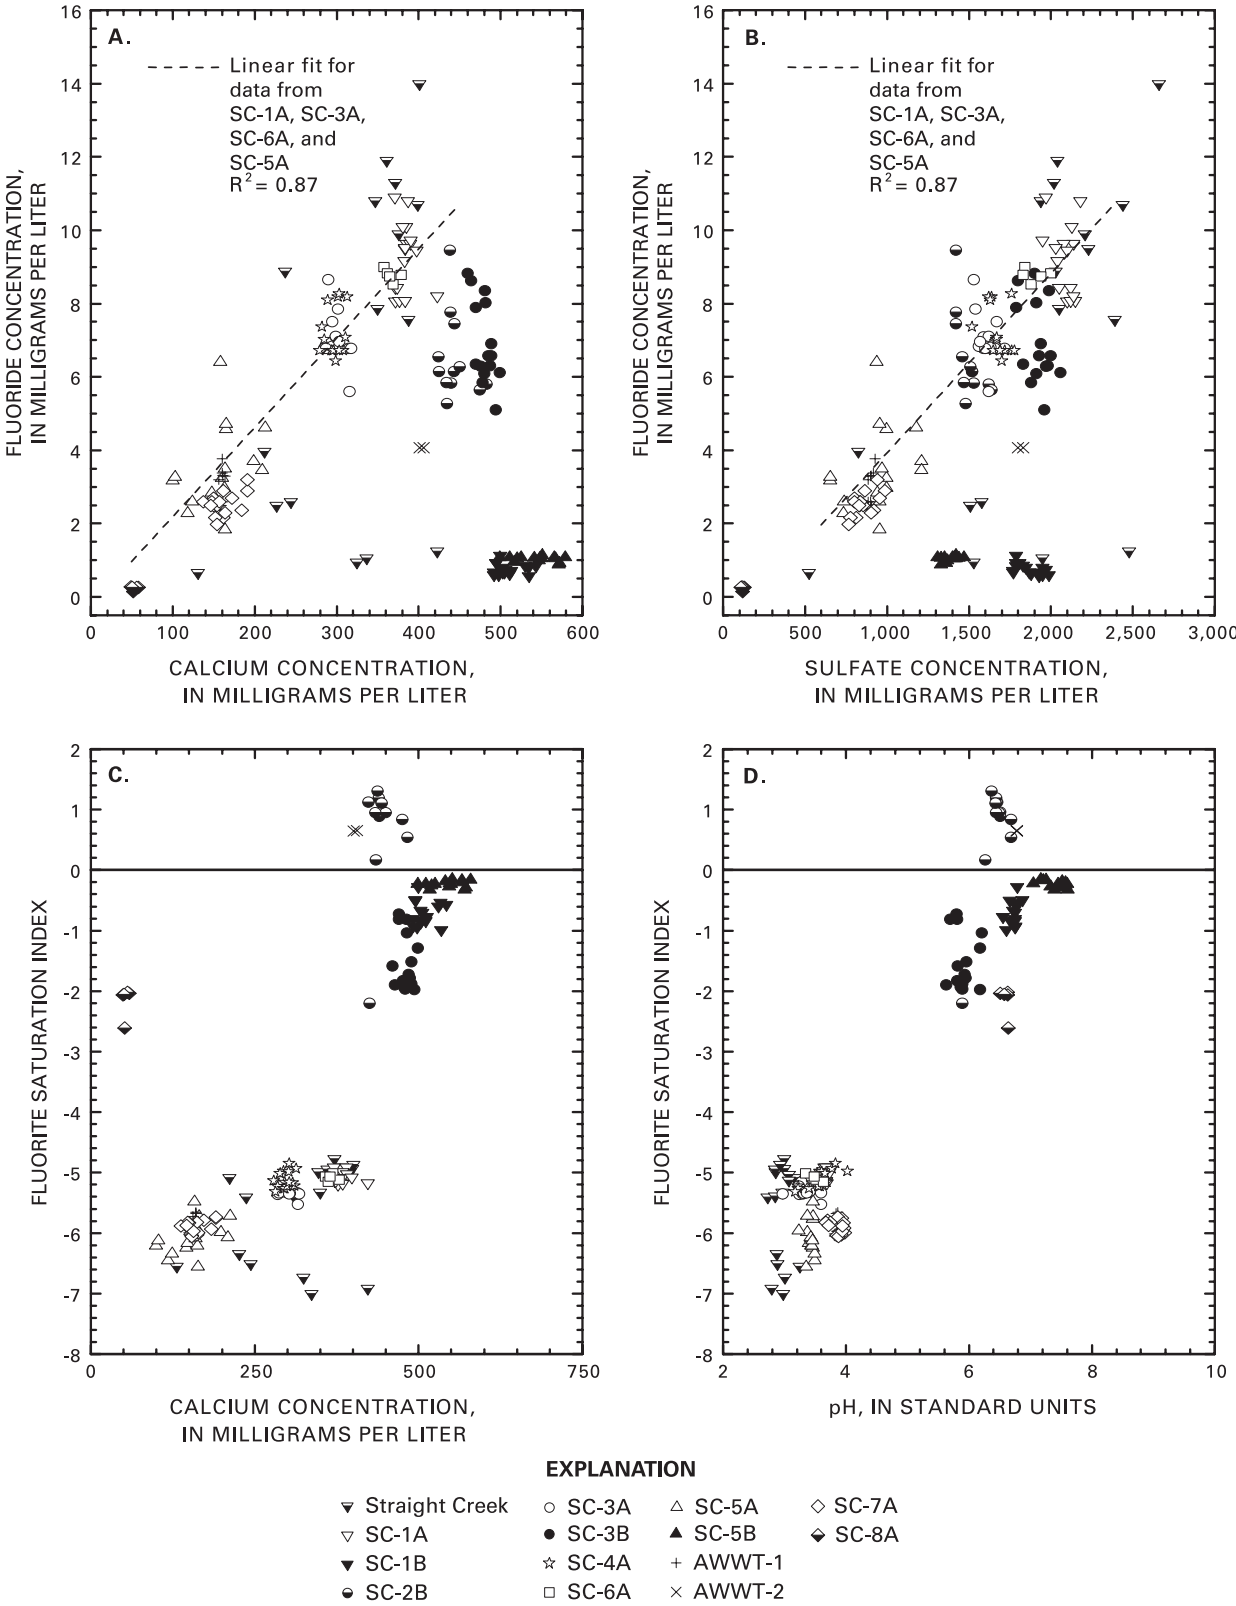 A.
Linear fit for
data from
SC-1A, SC-3A,
SC-6A, and
SC-5A
R² = 0.87
16
14
12
10
8
6
4
2
0
FLUORIDE CONCENTRATION,
IN MILLIGRAMS PER LITER
0 100 200 300 400 500 600
CALCIUM CONCENTRATION,
IN MILLIGRAMS PER LITER
B.
Linear fit for
data from
SC-1A, SC-3A,
SC-6A, and
SC-5A
R² = 0.87
16
14
12
10
8
6
4
2
0
FLUORIDE CONCENTRATION,
IN MILLIGRAMS PER LITER
0 500 1,000 1,500 2,000 2,500 3,000
SULFATE CONCENTRATION,
IN MILLIGRAMS PER LITER
C.
2
1
0
-1
-2
-3
-4
-5
-6
-7
-8
FLUORITE SATURATION INDEX
0 250 500 750
CALCIUM CONCENTRATION,
IN MILLIGRAMS PER LITER
D.
2
1
0
-1
-2
-3
-4
-5
-6
-7
-8
FLUORITE SATURATION INDEX
2 4 6 8 10
pH, IN STANDARD UNITS
EXPLANATION
Straight Creek
SC-1A
SC-1B
SC-2B
SC-3A
SC-3B
SC-4A
SC-6A
SC-5A
SC-5B
AWWT-1
AWWT-2
SC-7A
SC-8A